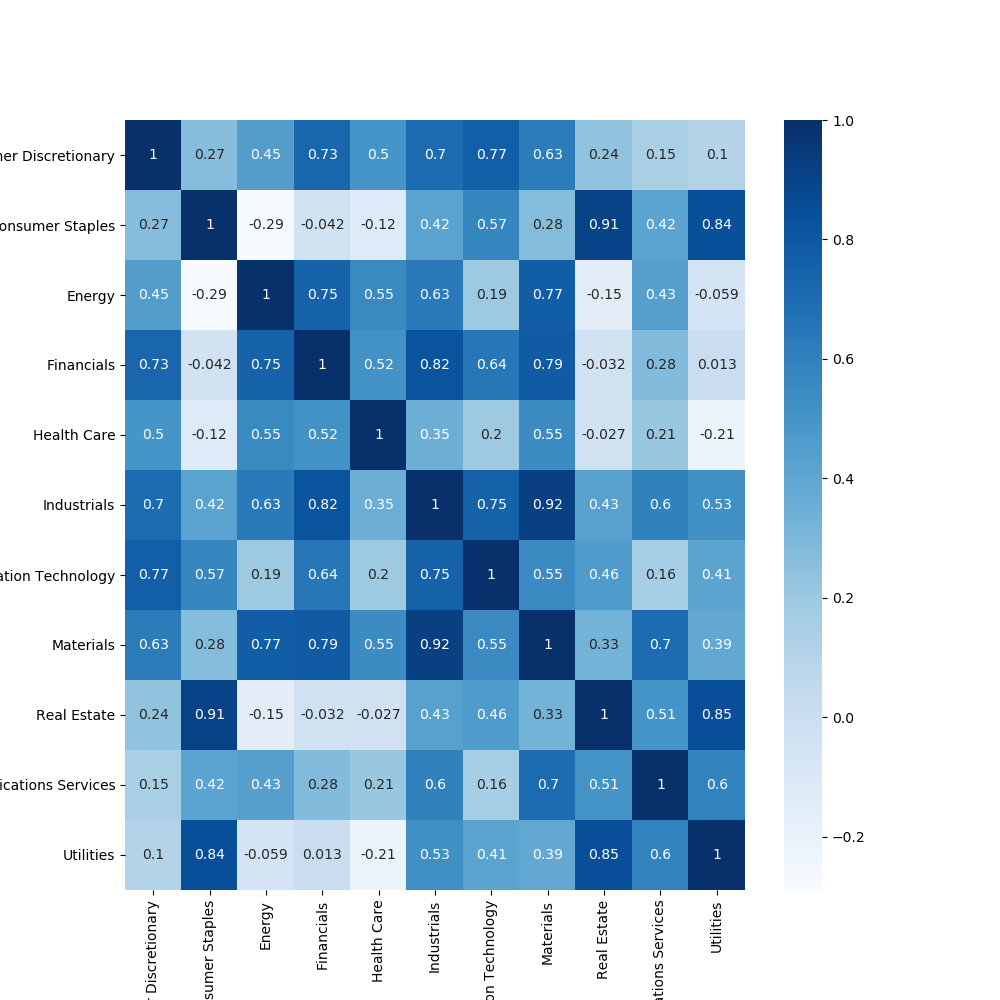 1 0.27 0.45 0.73 0.5 0.7 0.77 0.63 0.24 0.15 0.1
1.0
Discretionary
Consumer Staples 0.27 1 -0.29 -0.042 -0.12 0.42 0.57 0.28 0.91 0.42 0.84
0.8
Energy 0.45 -0.29 1 0.75 0.55 0.63 0.19 0.77 -0.15 0.43 -0.059
Financials 0.73 -0.042 0.75 1 0.52 0.82 0.64 0.79 -0.032 0.28 0.013
0.6
Health Care 0.5 -0.12 0.55 0.52 1 0.35 0.2 0.55 -0.027 0.21 -0.21
0.4
Industrials 0.7 0.42 0.63 0.82 0.35 1 0.75 0.92 0.43 0.6 0.53
Technology 0.77 0.57 0.19 0.64 0.2 0.75 1 0.55 0.46 0.16 0.41
0.2
Materials 0.63 0.28 0.77 0.79 0.55 0.92 0.55 1 0.33 0.7 0.39
Real Estate 0.24 0.91 -0.15 -0.032 -0.027 0.43 0.46 0.33 1 0.51 0.85
0.0
Services 0.15 0.42 0.43 0.28 0.21 0.6 0.16 0.7 0.51 1 0.6
−0.2
Utilities 0.1 0.84 -0.059 0.013 -0.21 0.53 0.41 0.39 0.85 0.6 1
Discretionary
Staples
Energy
Financials
Health Care
Industrials
Technology
Materials
Real Estate
Services
Utilities